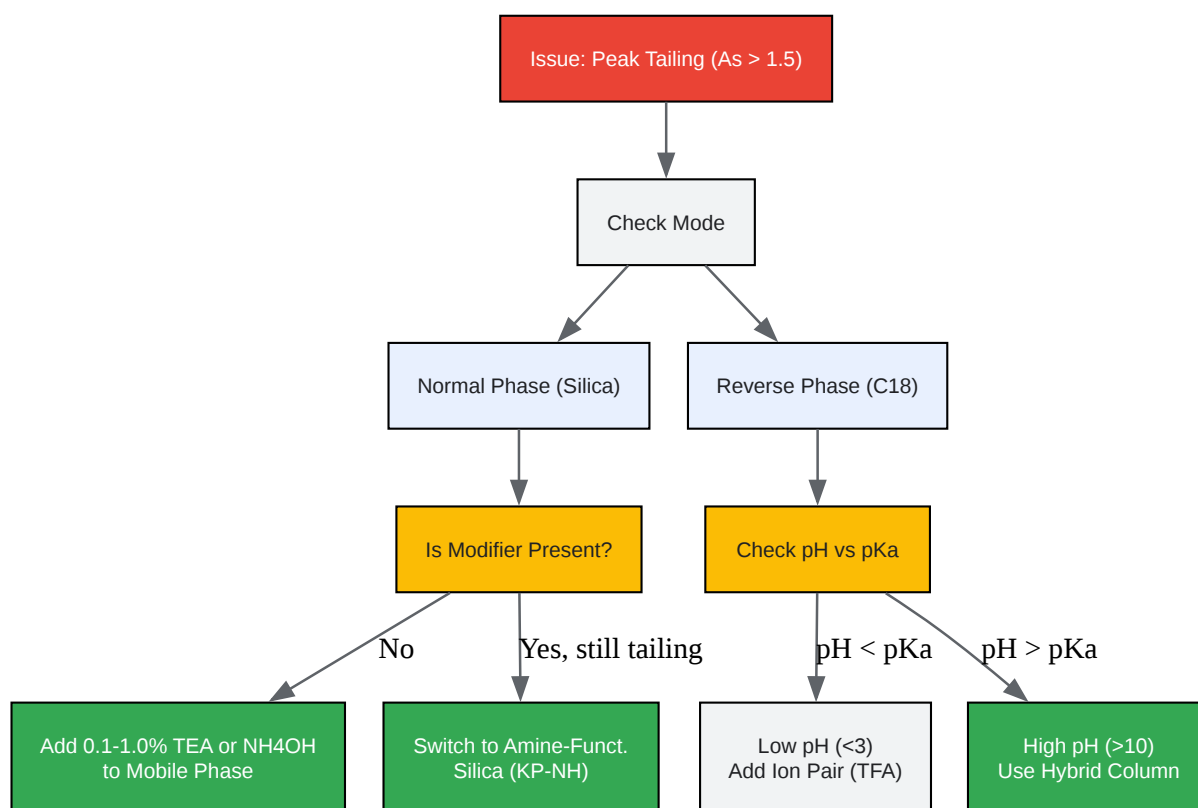 Issue: Peak Tailing (As > 1.5)
Check Mode
Normal Phase (Silica)
Reverse Phase (C18)
Is Modifier Present?
Check pH vs pKa
No
Yes, still tailing
pH < pKa
pH > pKa
Add 0.1-1.0% TEA or NH4OH
to Mobile Phase
Switch to Amine-Funct.
Silica (KP-NH)
Low pH (<3)
Add Ion Pair (TFA)
High pH (>10)
Use Hybrid Column